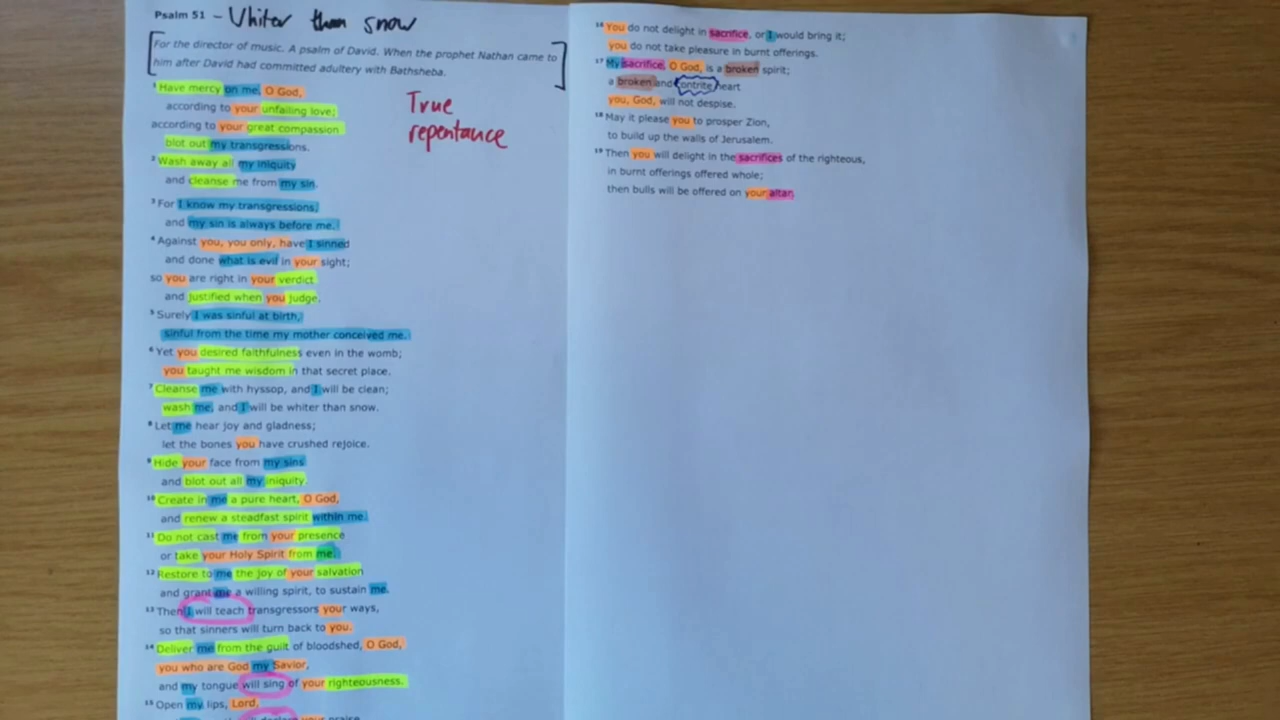 Psalm 51 – Whiter than snow
For the director of music. A psalm of David. When the prophet Nathan came to
him after David had committed adultery with Bathsheba.
1 Have mercy on me, O God,
according to your unfailing love;
according to your great compassion
blot out my transgressions.
2 Wash away all my iniquity
and cleanse me from my sin.
True
repentance
3 For I know my transgressions,
and my sin is always before me.
4 Against you, you only, have I sinned
and done what is evil in your sight;
so you are right in your verdict
and justified when you judge.
5 Surely I was sinful at birth,
sinful from the time my mother conceived me.
6 Yet you desired faithfulness even in the womb;
you taught me wisdom in that secret place.
7 Cleanse me with hyssop, and I will be clean;
wash me, and I will be whiter than snow.
8 Let me hear joy and gladness;
let the bones you have crushed rejoice.
9 Hide your face from my sins
and blot out all my iniquity.
10 Create in me a pure heart, O God,
and renew a steadfast spirit within me.
11 Do not cast me from your presence
or take your Holy Spirit from me.
12 Restore to me the joy of your salvation
and grant me a willing spirit, to sustain me.
13 Then I will teach transgressors your ways,
so that sinners will turn back to you.
14 Deliver me from the guilt of bloodshed, O God,
you who are God my Savior,
and my tongue will sing of your righteousness.
15 Open my lips, Lord,
your praise
16 You do not delight in sacrifice, or I would bring it;
you do not take pleasure in burnt offerings.
17 My sacrifice, O God, is a broken spirit;
a broken and contrite heart
you, God, will not despise.
18 May it please you to prosper Zion,
to build up the walls of Jerusalem.
19 Then you will delight in the sacrifices of the righteous,
in burnt offerings offered whole;
then bulls will be offered on your altar.